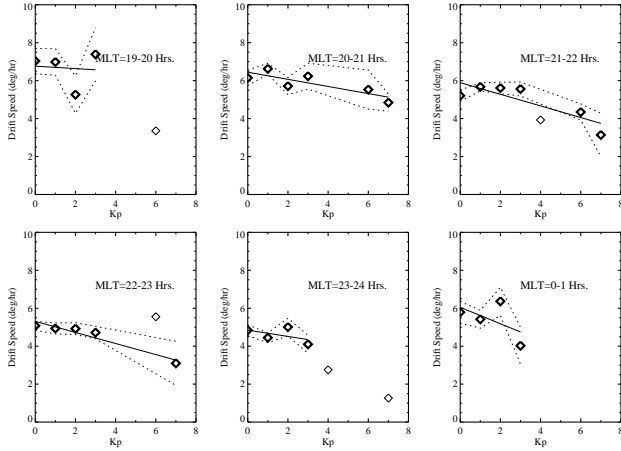 10
8
6
4
2
0
Drift Speed (deg/hr)
MLT=19-20 Hrs.
0 2 4 6 8
Kp
10
8
6
4
2
0
Drift Speed (deg/hr)
MLT=20-21 Hrs.
0 2 4 6 8
Kp
10
8
6
4
2
0
Drift Speed (deg/hr)
MLT=21-22 Hrs.
0 2 4 6 8
Kp
10
8
6
4
2
0
Drift Speed (deg/hr)
MLT=22-23 Hrs.
0 2 4 6 8
Kp
10
8
6
4
2
0
Drift Speed (deg/hr)
MLT=23-24 Hrs.
0 2 4 6 8
Kp
10
8
6
4
2
0
Drift Speed (deg/hr)
MLT=0-1 Hrs.
0 2 4 6 8
Kp